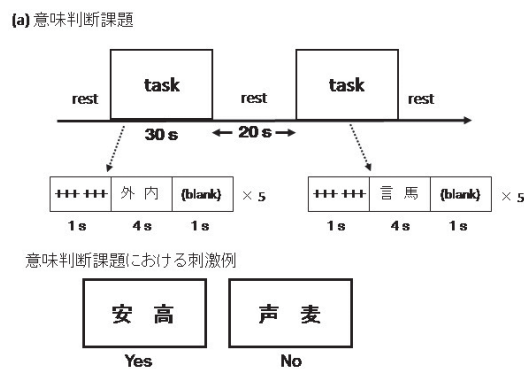 (a) 意味判断課題
task task
rest rest rest
30 s 20 s
+++ +++ 外 内 {blank} × 5 +++ +++ 言 馬 {blank} × 5
1 s 4 s 1 s 1 s 4 s 1 s
意味判断課題における刺激例
安 高 声 麦
Yes No